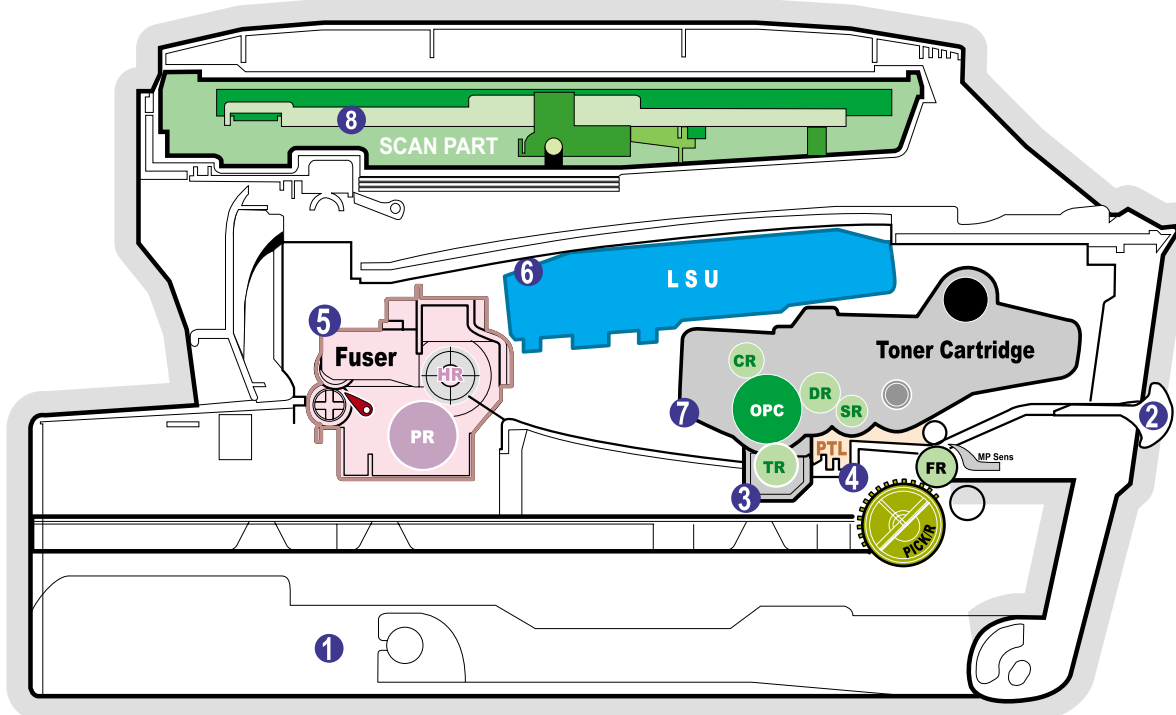 8
SCAN PART
6
L S U
5
Fuser
HR
PR
CR
Toner Cartridge
DR
SR
OPC
7
2
PTL
TR
MP Sens
FR
4
3
PICK/R
1